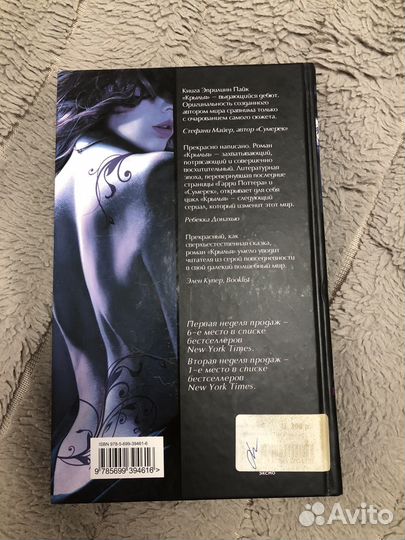 Книга Эприлинн Пайк
«Крылья» — выдающийся дебют.
Оригинальность созданного
автором мира сравнима только
с очарованием самого сюжета.
Стефани Майер, автор «Сумерек»
Прекрасно написано. Роман
«Крылья» — захватывающий,
потрясающий и совершенно
восхитительный. Литературная
эпоха, перевернувшая последние
страницы «Гарри Поттера» и
«Сумерек», открывает для себя
цикл «Крылья» — следующий
сериал, который изменит этот мир.
Ребекка Донахью
Прекрасный, как
сверхъестественная сказка,
роман «Крылья» умело уводит
читателя из серой повседневности
в свой далекий волшебный мир.
Элен Купер, Booklist
Первая неделя продаж —
6-е место в списке
бестселлеров
New York Times.
Вторая неделя продаж —
1-е место в списке
бестселлеров
New York Times.
ISBN 978-5-699-39461-6
9 785699 394616 >
эксмо
Avito